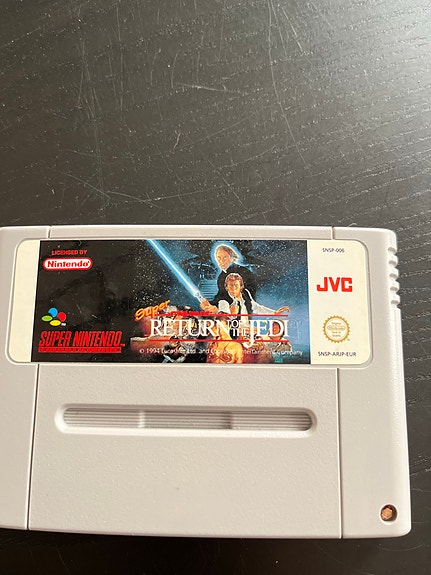 LICENSED BY
Nintendo
SNSP-006
JVC
Super
RETURN OF THE JEDI
SUPER NINTENDO
© 1994 Lucasfilm Ltd. and
Entertainment Company
SNSP-ARJP-EUR